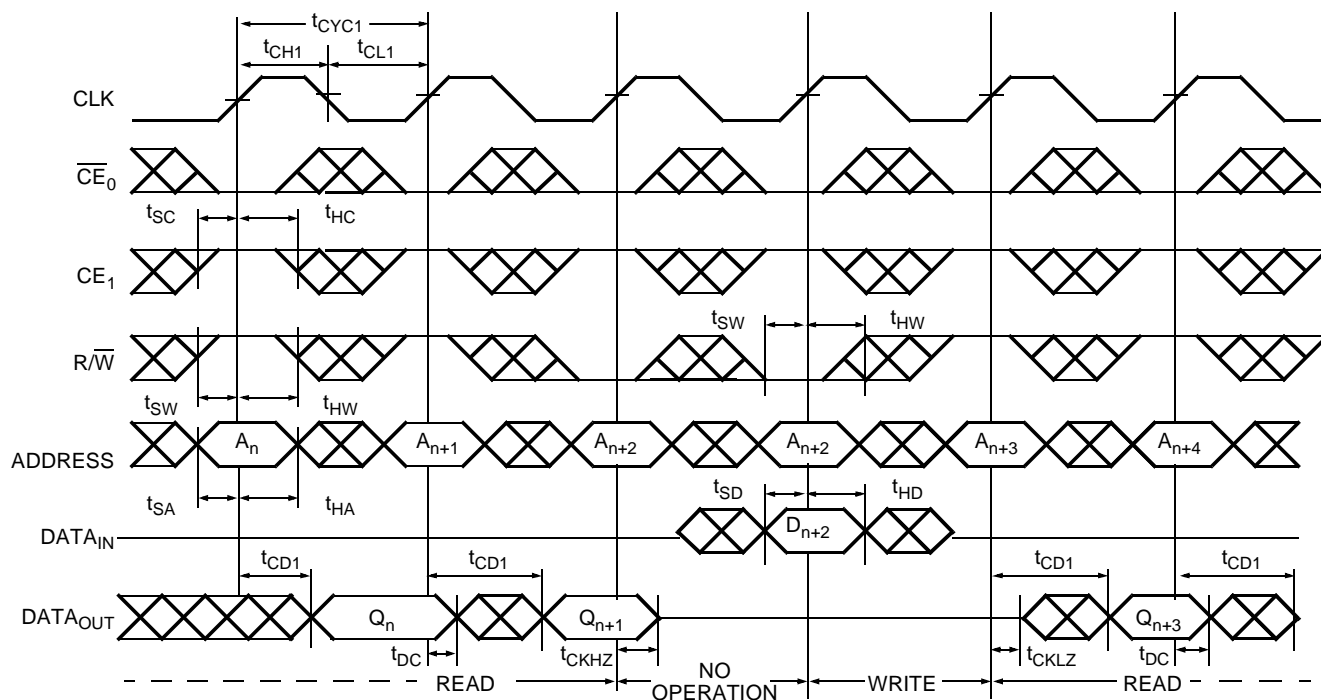 tCYC1
tCH1 tCL1
CLK
CE0
tSC tHC
CE1
tSW tHW
R/W
tSW tHW
An An+1 An+2 An+2 An+3 An+4
ADDRESS
tSA tHA tSD tHD
Dn+2
DATAIN
tCD1 tCD1 tCD1 tCD1
DATAOUT Qn Qn+1 Qn+3
tDC tCKHZ tCKLZ tDC
READ NO OPERATION WRITE READ